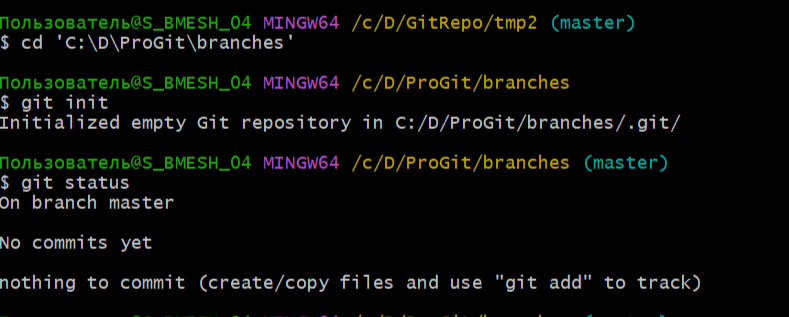 Пользователь@S_BMESH_04 MINGW64 /c/D/GitRepo/tmp2 (master)
$ cd 'C:\D\ProGit\branches'
Пользователь@S_BMESH_04 MINGW64 /c/D/ProGit/branches
$ git init
Initialized empty Git repository in C:/D/ProGit/branches/.git/
Пользователь@S_BMESH_04 MINGW64 /c/D/ProGit/branches (master)
$ git status
On branch master
No commits yet
nothing to commit (create/copy files and use "git add" to track)